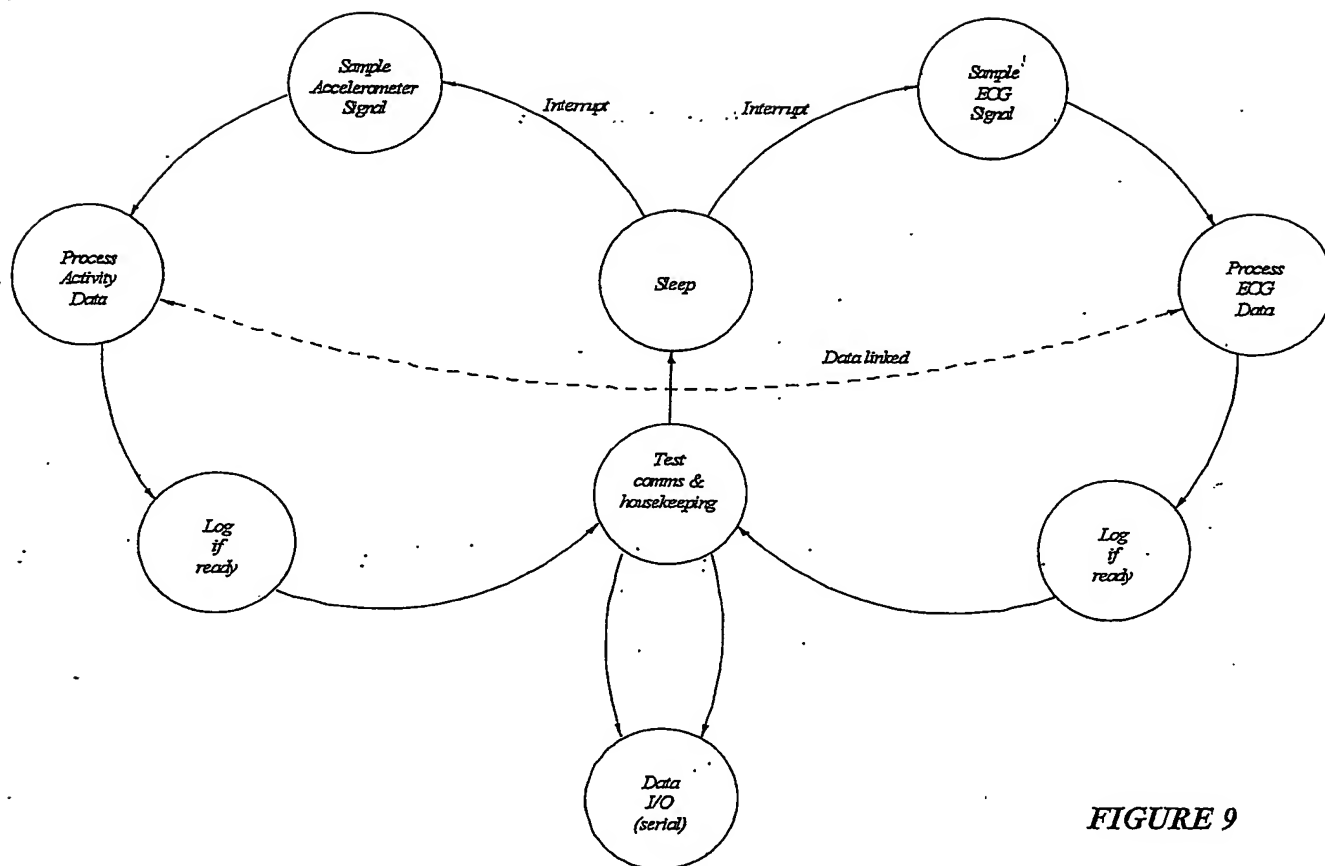 Sample
Accelerometer
Signal
Interrupt
Interrupt
Sample
ECG
Signal
Process
Activity
Data
Sleep
Process
ECG
Data
Data linked
Test
comms &
housekeeping
Log
if
ready
Log
if
ready
Data
I/O
(serial)
FIGURE 9